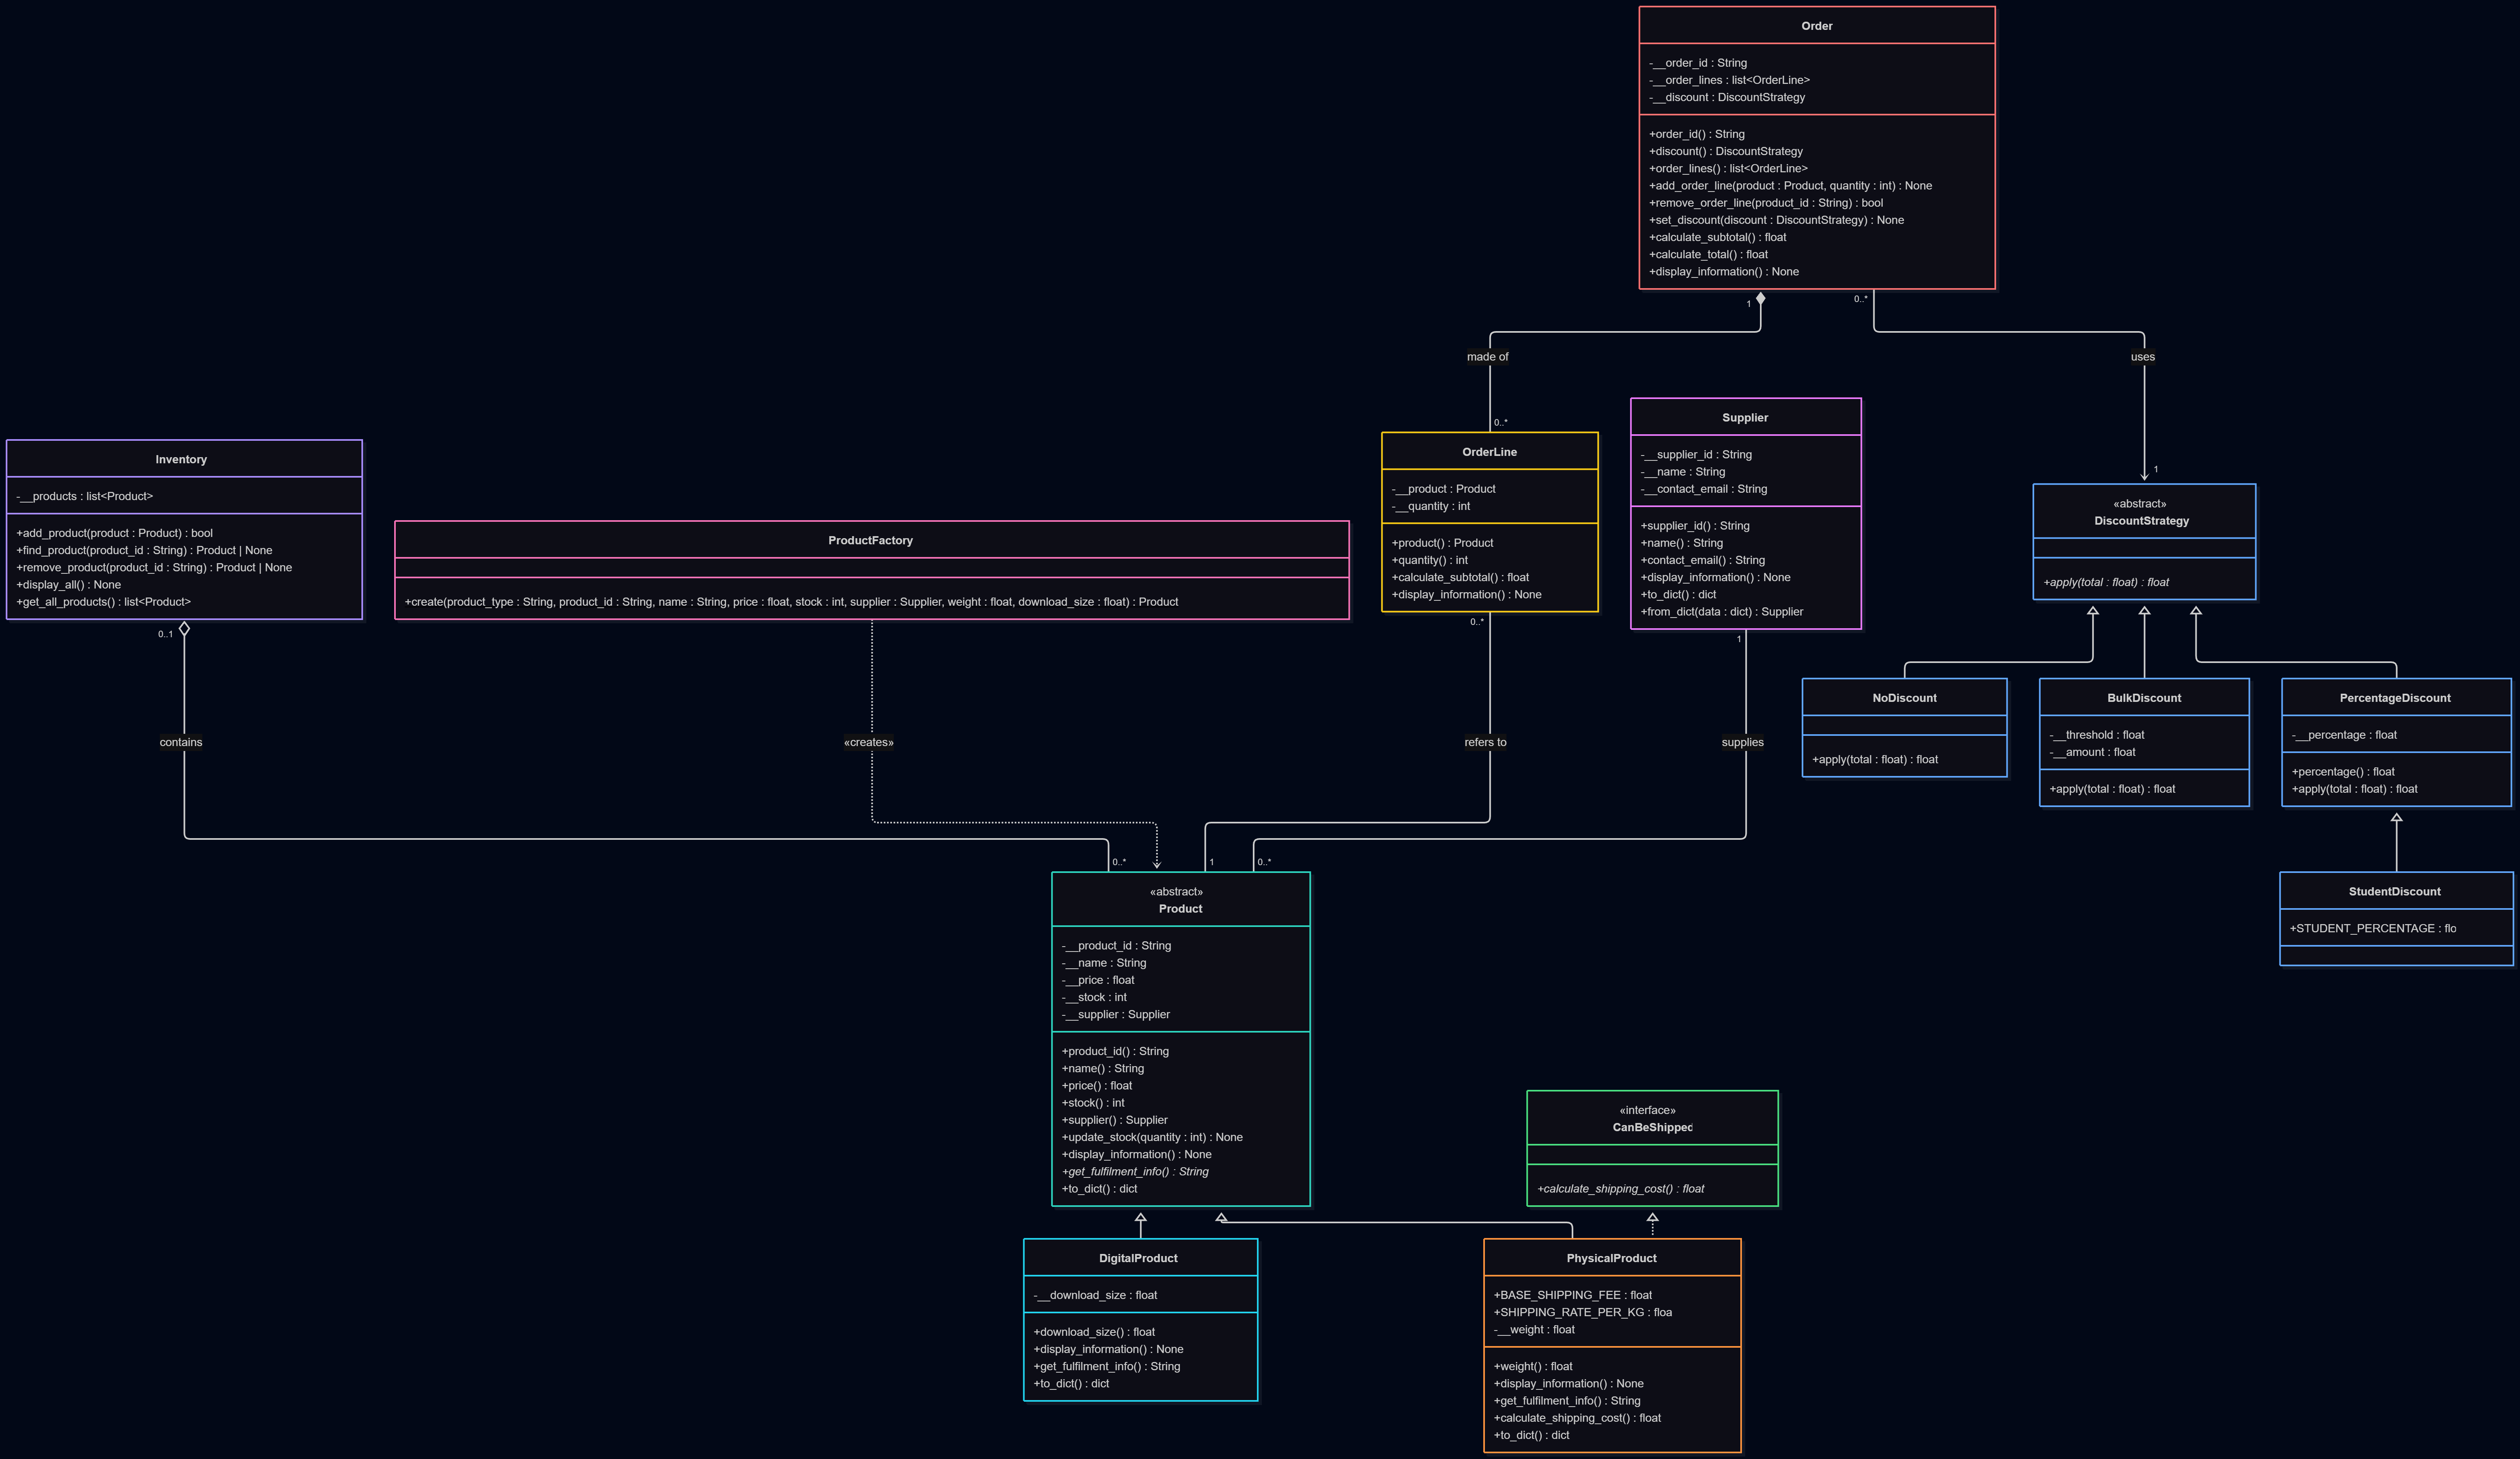 Order
-__order_id : String
-__order_lines : list<OrderLine>
-__discount : DiscountStrategy
+order_id() : String
+discount() : DiscountStrategy
+order_lines() : list<OrderLine>
+add_order_line(product : Product, quantity : int) : None
+remove_order_line(product_id : String) : bool
+set_discount(discount : DiscountStrategy) : None
+calculate_subtotal() : float
+calculate_total() : float
+display_information() : None
1
0..*
made of
uses
0..*
1
Inventory
-__products : list<Product>
+add_product(product : Product) : bool
+find_product(product_id : String) : Product | None
+remove_product(product_id : String) : Product | None
+display_all() : None
+get_all_products() : list<Product>
0..1
ProductFactory
+create(product_type : String, product_id : String, name : String, price : float, stock : int, supplier : Supplier, weight : float, download_size : float) : Product
OrderLine
-__product : Product
-__quantity : int
+product() : Product
+quantity() : int
+calculate_subtotal() : float
+display_information() : None
0..*
Supplier
-__supplier_id : String
-__name : String
-__contact_email : String
+supplier_id() : String
+name() : String
+contact_email() : String
+display_information() : None
+to_dict() : dict
+from_dict(data : dict) : Supplier
1
«abstract»
DiscountStrategy
+apply(total : float) : float
contains
«creates»
refers to
supplies
NoDiscount
+apply(total : float) : float
BulkDiscount
-__threshold : float
-__amount : float
+apply(total : float) : float
PercentageDiscount
-__percentage : float
+percentage() : float
+apply(total : float) : float
0..*
1
0..*
StudentDiscount
+STUDENT_PERCENTAGE : flo
«abstract»
Product
-__product_id : String
-__name : String
-__price : float
-__stock : int
-__supplier : Supplier
+product_id() : String
+name() : String
+price() : float
+stock() : int
+supplier() : Supplier
+update_stock(quantity : int) : None
+display_information() : None
+get_fulfilment_info() : String
+to_dict() : dict
«interface»
CanBeShipped
+calculate_shipping_cost() : float
DigitalProduct
-__download_size : float
+download_size() : float
+display_information() : None
+get_fulfilment_info() : String
+to_dict() : dict
PhysicalProduct
+BASE_SHIPPING_FEE : float
+SHIPPING_RATE_PER_KG : floa
-__weight : float
+weight() : float
+display_information() : None
+get_fulfilment_info() : String
+calculate_shipping_cost() : float
+to_dict() : dict